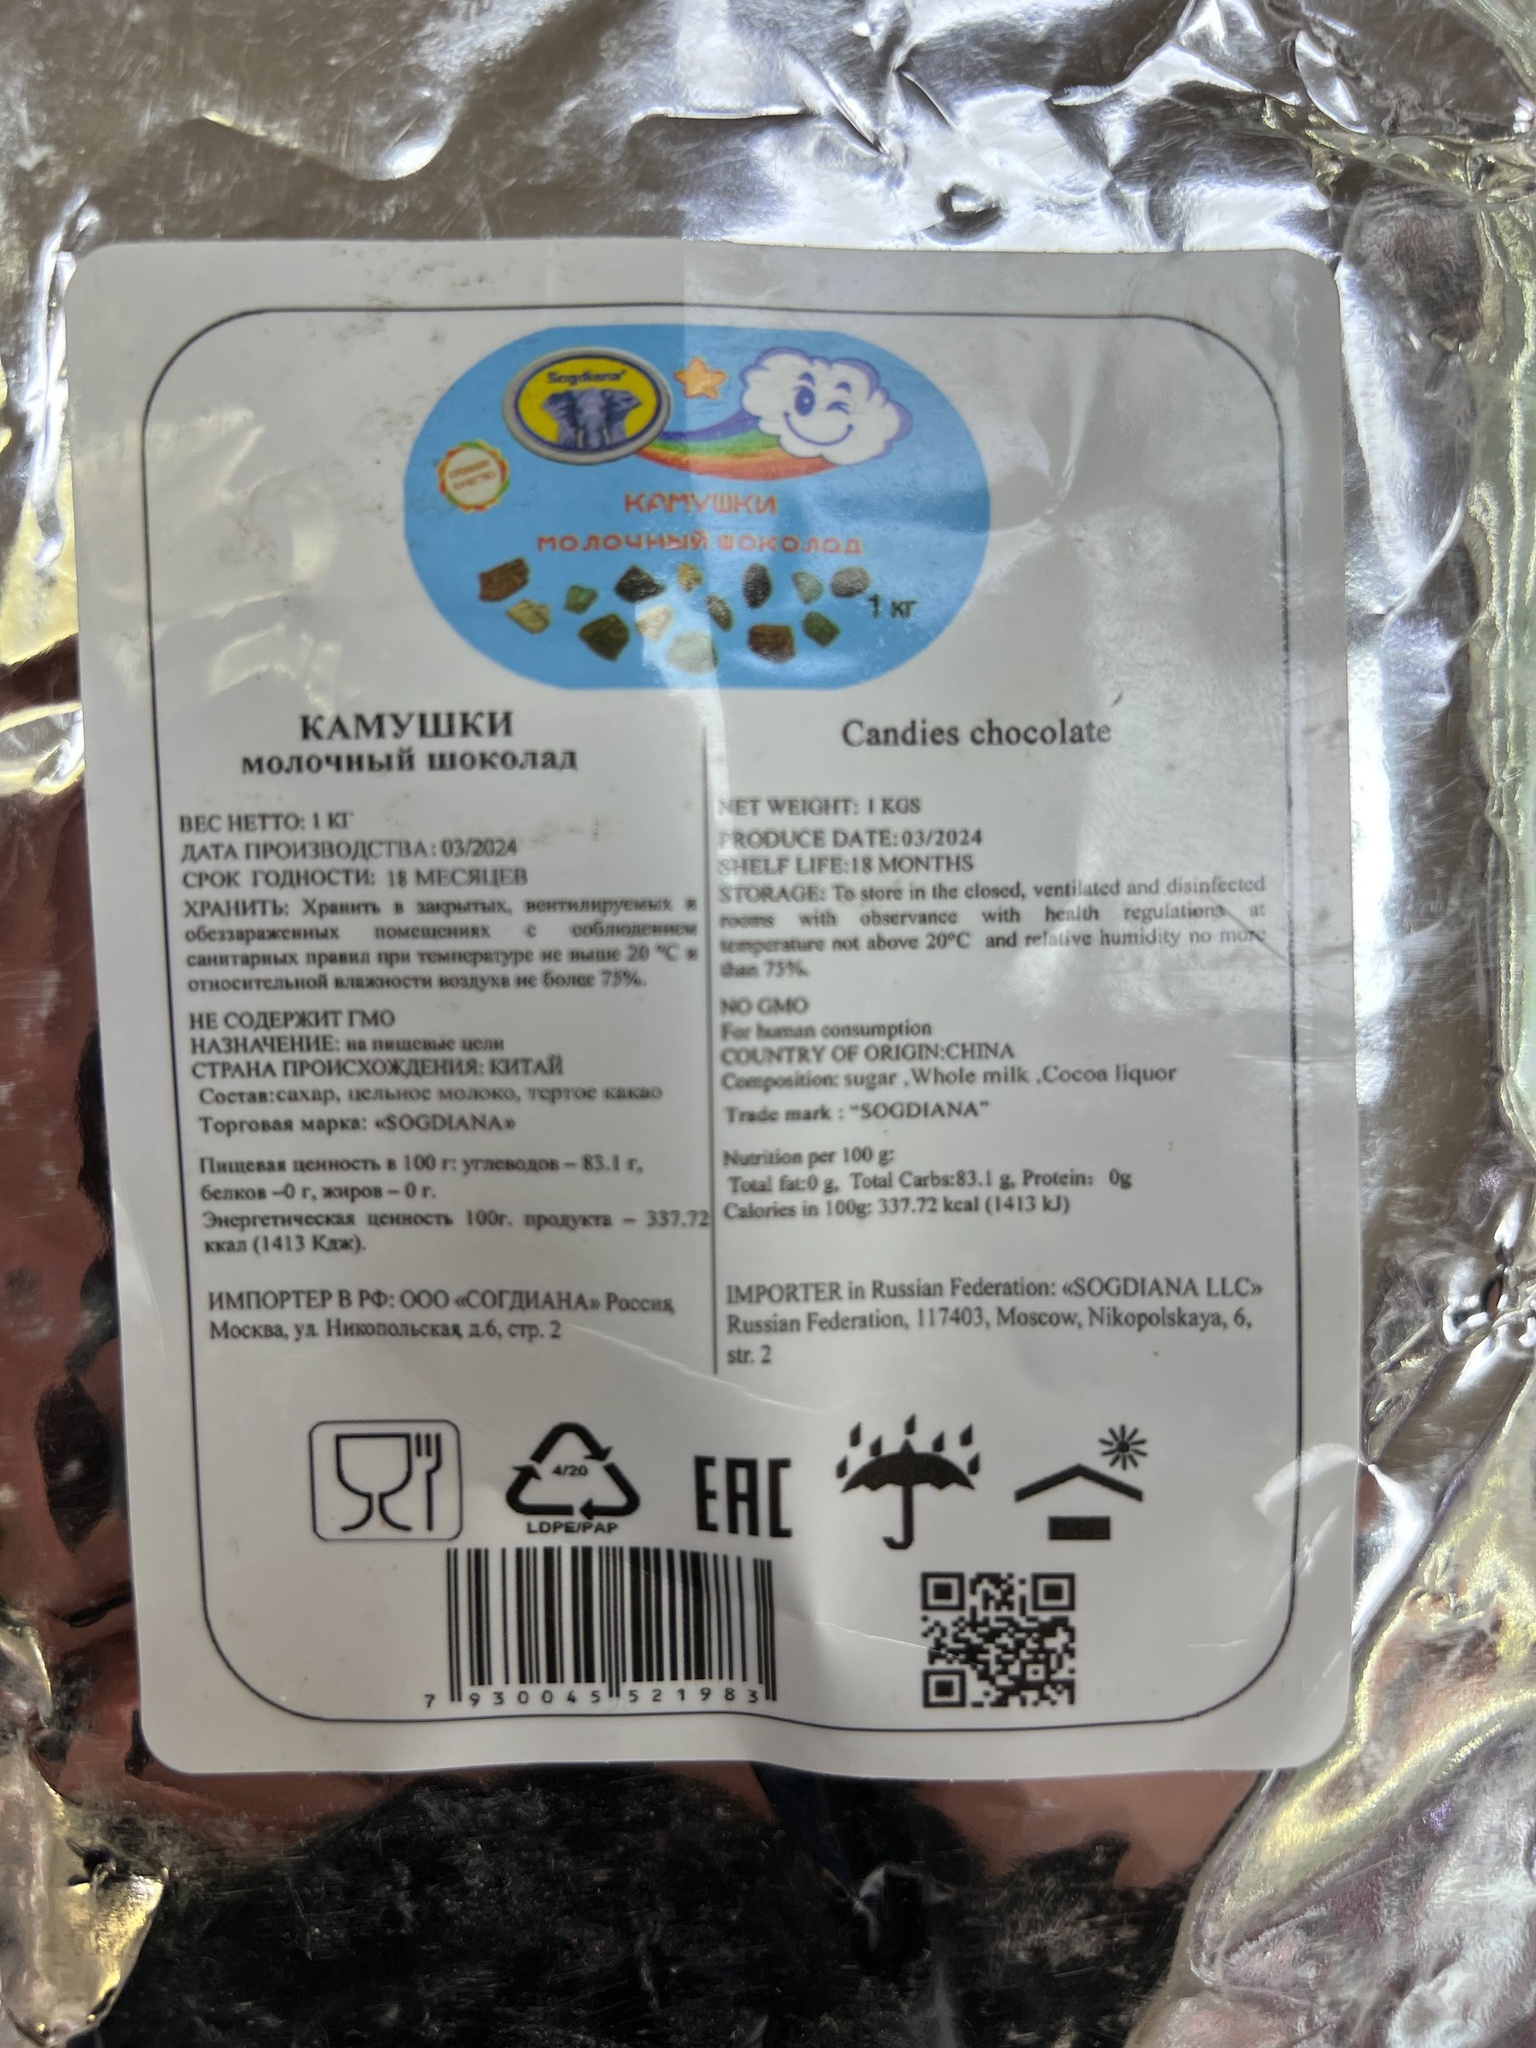 Sogdiana
КАМУШКИ
МОЛОЧНЫЙ ШОКОЛАД
1 кг
КАМУШКИ
молочный шоколад
ВЕС НЕТТО: 1 КГ
ДАТА ПРОИЗВОДСТВА: 03/2024
СРОК ГОДНОСТИ: 18 МЕСЯЦЕВ
ХРАНИТЬ: Хранить в закрытых, вентилируемых и
обеззараженных помещениях с соблюдением
санитарных правил при температуре не выше 20 °С и
относительной влажности воздуха не более 75%.
НЕ СОДЕРЖИТ ГМО
НАЗНАЧЕНИЕ: на пищевые цели
СТРАНА ПРОИСХОЖДЕНИЯ: КИТАЙ
Состав:сахар, цельное молоко, тертое какао
Торговая марка: «SOGDIANA»
Пищевая ценность в 100 г: углеводов – 83.1 г,
белков –0 г, жиров – 0 г.
Энергетическая ценность 100г. продукта – 337.72
ккал (1413 Кдж).
ИМПОРТЕР В РФ: ООО «СОГДИАНА» Россия,
Москва, ул. Никопольская, д.6, стр. 2
Candies chocolate
NET WEIGHT: 1 KGS
PRODUCE DATE:03/2024
SHELF LIFE:18 MONTHS
STORAGE: To store in the closed, ventilated and disinfected
rooms with observance with health regulations at
temperature not above 20°C and relative humidity no more
than 75%.
NO GMO
For human consumption
COUNTRY OF ORIGIN:CHINA
Composition: sugar ,Whole milk ,Cocoa liquor
Trade mark : "SOGDIANA"
Nutrition per 100 g:
Total fat:0 g, Total Carbs:83.1 g, Protein: 0g
Calories in 100g: 337.72 kcal (1413 kJ)
IMPORTER in Russian Federation: «SOGDIANA LLC»
Russian Federation, 117403, Moscow, Nikopolskaya, 6,
str. 2
4/20
LDPE/PAP
EAC
7 930045 521983